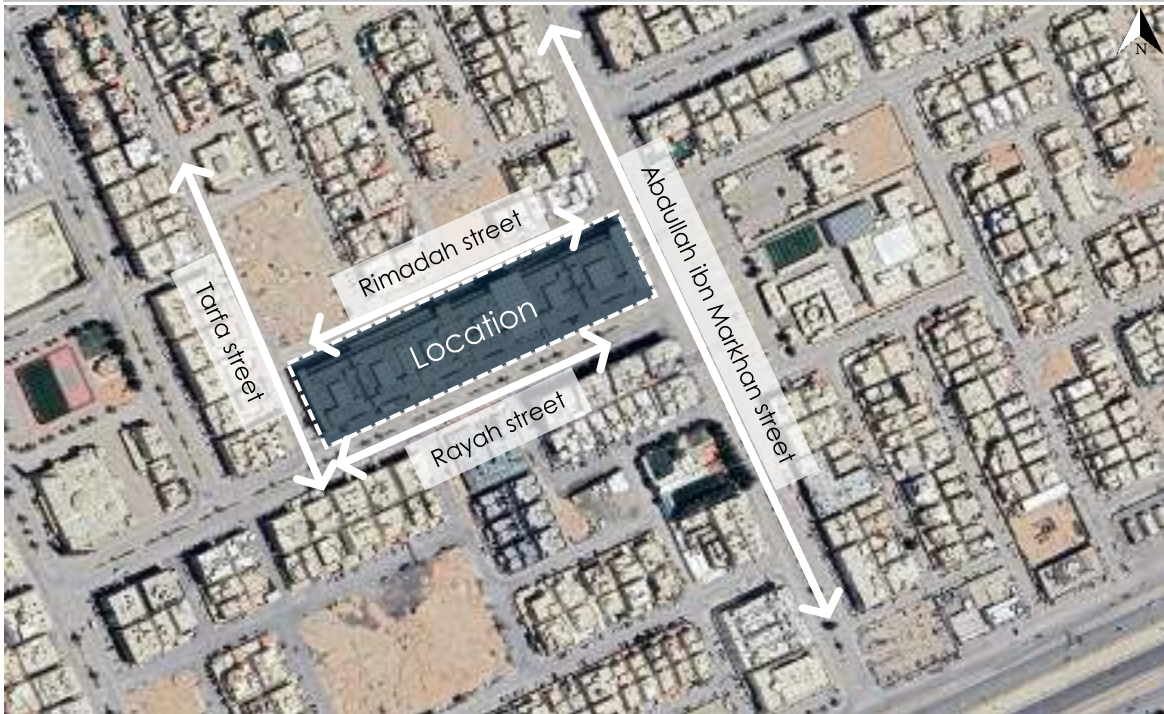 N
Abdullah ibn Markhan street
Rimadah street
Tarfa street
Location
Rayah street